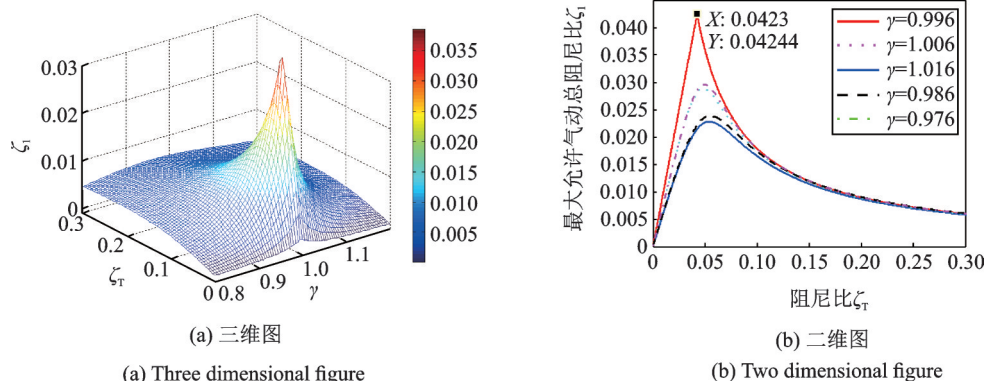 0.03
0.02
0.01
0
ζ₁
0.3
0.2
0.1
0
ζ_T
0.8
0.9
1.0
1.1
γ
0.035
0.030
0.025
0.020
0.015
0.010
0.005
(a) 三维图
(a) Three dimensional figure
最大允许气动总阻尼比ζ₁
0.040
0.035
0.030
0.025
0.020
0.015
0.010
0.005
0
X: 0.0423
Y: 0.04244
γ=0.996
γ=1.006
γ=1.016
γ=0.986
γ=0.976
0 0.05 0.10 0.15 0.20 0.25 0.30
阻尼比ζ_T
(b) 二维图
(b) Two dimensional figure